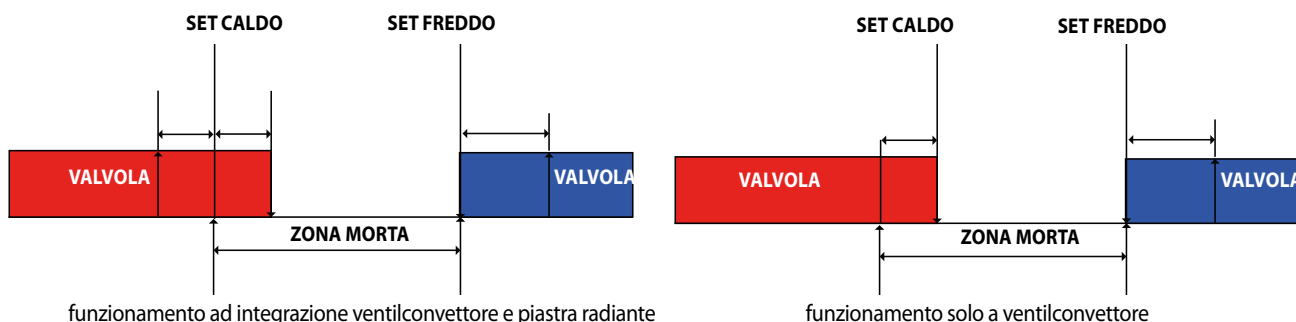 SET CALDO SET FREDDO
VALVOLA VALVOLA
ZONA MORTA
funzionamento ad integrazione ventilconvettore e piastra radiante
SET CALDO SET FREDDO
VALVOLA VALVOLA
ZONA MORTA
funzionamento solo a ventilconvettore